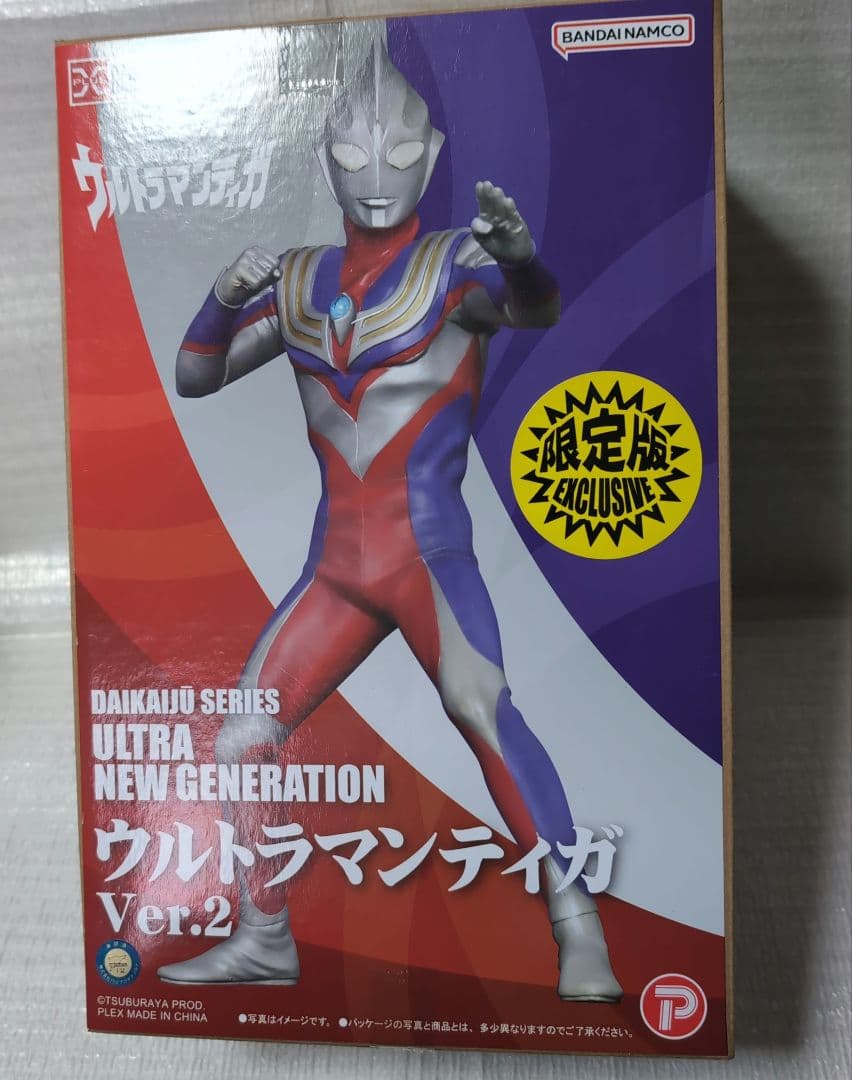 BANDAI NAMCO
ウルトラマンティガ
限定版
EXCLUSIVE
DAIKAIJŪ SERIES
ULTRA
NEW GENERATION
ウルトラマンティガ
Ver.2
©TSUBURAYA PROD.
PLEX MADE IN CHINA
●写真はイメージです。 ●パッケージの写真と商品とは、多少異なりますのでご了承ください。
P